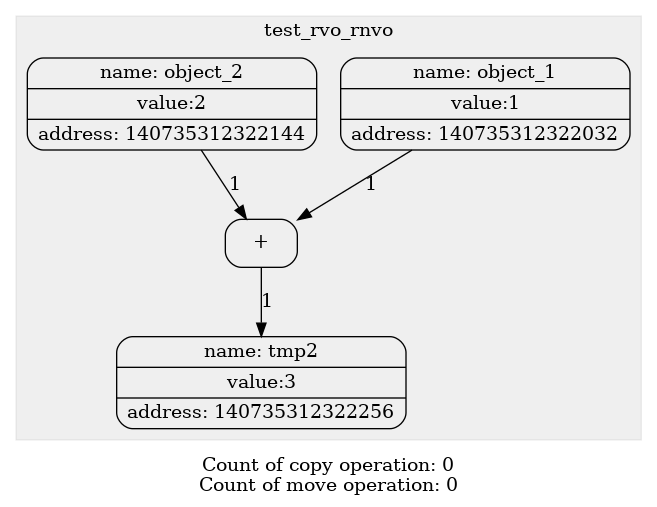 test_rvo_rnvo
name: object_2
value:2
address: 140735312322144
name: object_1
value:1
address: 140735312322032
1
1
+
1
name: tmp2
value:3
address: 140735312322256
Count of copy operation: 0
Count of move operation: 0